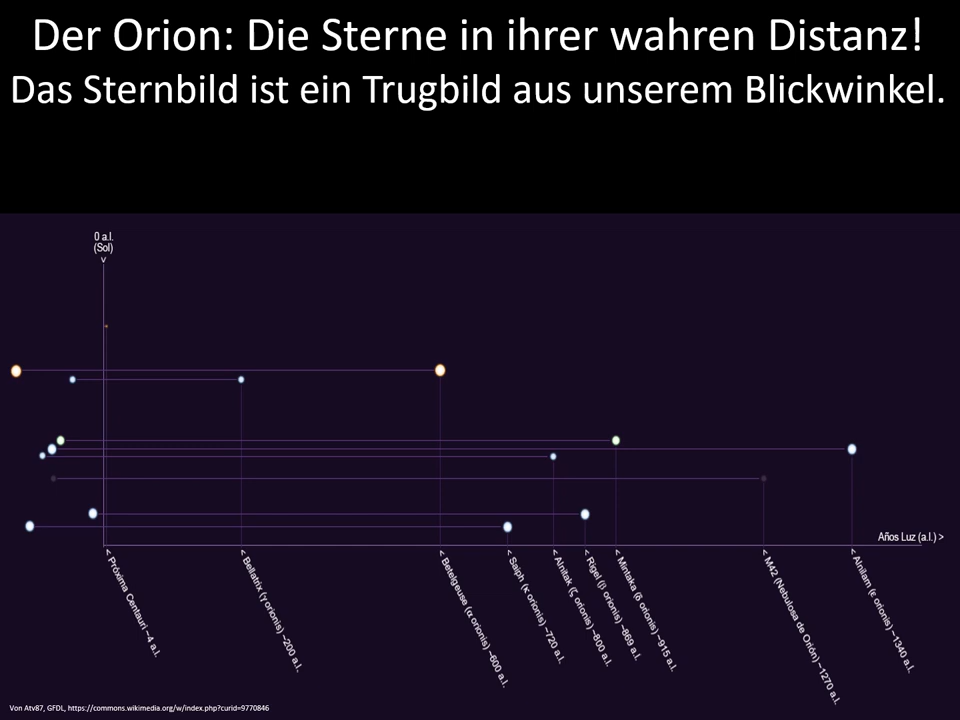 Der Orion: Die Sterne in ihrer wahren Distanz!
Das Sternbild ist ein Trugbild aus unserem Blickwinkel.
0 a.l.
(Sol)
v
Años Luz (a.l.) >
< Próxima Centauri ~4 a.l.
< Bellatrix (γ orionis) ~200 a.l.
< Betelgeuse (α orionis) ~600 a.l.
< Saiph (κ orionis) ~720 a.l.
< Alnitak (ζ orionis) ~800 a.l.
< Rigel (β orionis) ~869 a.l.
< Mintaka (δ orionis) ~915 a.l.
< M42 (Nebulosa de Orión) ~1270 a.l.
< Alnilam (ε orionis) ~1340 a.l.
Von Atv87, GFDL, https://commons.wikimedia.org/w/index.php?curid=9770846